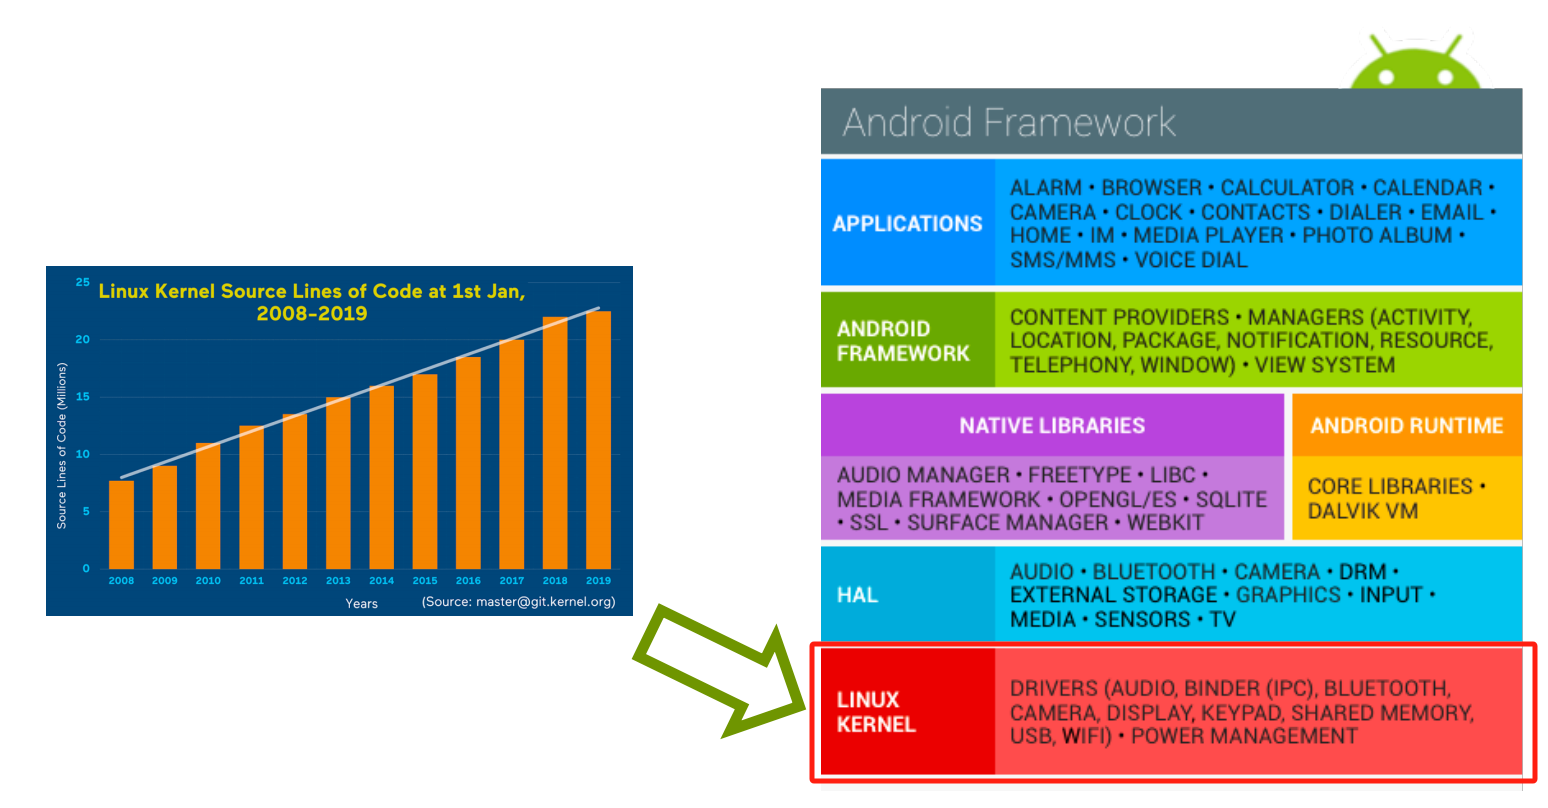 Linux Kernel Source Lines of Code at 1st Jan,
2008-2019
25
20
15
10
5
0
Source Lines of Code (Millions)
2008 2009 2010 2011 2012 2013 2014 2015 2016 2017 2018 2019
Years
(Source: master@git.kernel.org)
Android Framework
APPLICATIONS
ALARM • BROWSER • CALCULATOR • CALENDAR •
CAMERA • CLOCK • CONTACTS • DIALER • EMAIL •
HOME • IM • MEDIA PLAYER • PHOTO ALBUM •
SMS/MMS • VOICE DIAL
ANDROID
FRAMEWORK
CONTENT PROVIDERS • MANAGERS (ACTIVITY,
LOCATION, PACKAGE, NOTIFICATION, RESOURCE,
TELEPHONY, WINDOW) • VIEW SYSTEM
NATIVE LIBRARIES
AUDIO MANAGER • FREETYPE • LIBC •
MEDIA FRAMEWORK • OPENGL/ES • SQLITE
• SSL • SURFACE MANAGER • WEBKIT
ANDROID RUNTIME
CORE LIBRARIES •
DALVIK VM
HAL
AUDIO • BLUETOOTH • CAMERA • DRM •
EXTERNAL STORAGE • GRAPHICS • INPUT •
MEDIA • SENSORS • TV
LINUX
KERNEL
DRIVERS (AUDIO, BINDER (IPC), BLUETOOTH,
CAMERA, DISPLAY, KEYPAD, SHARED MEMORY,
USB, WIFI) • POWER MANAGEMENT